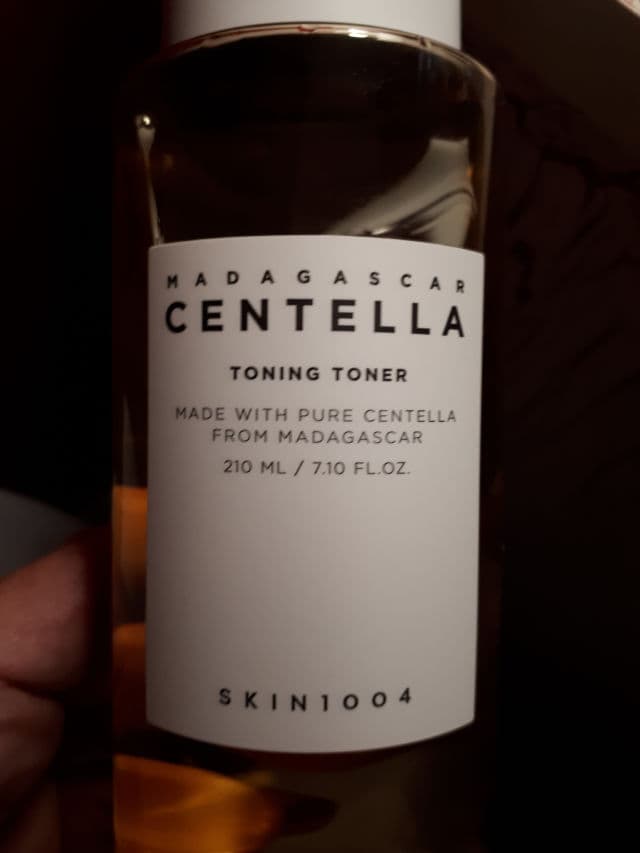 MADAGASCAR
CENTELLA
TONING TONER
MADE WITH PURE CENTELLA
FROM MADAGASCAR
210 ML / 7.10 FL.OZ.
SKIN1004